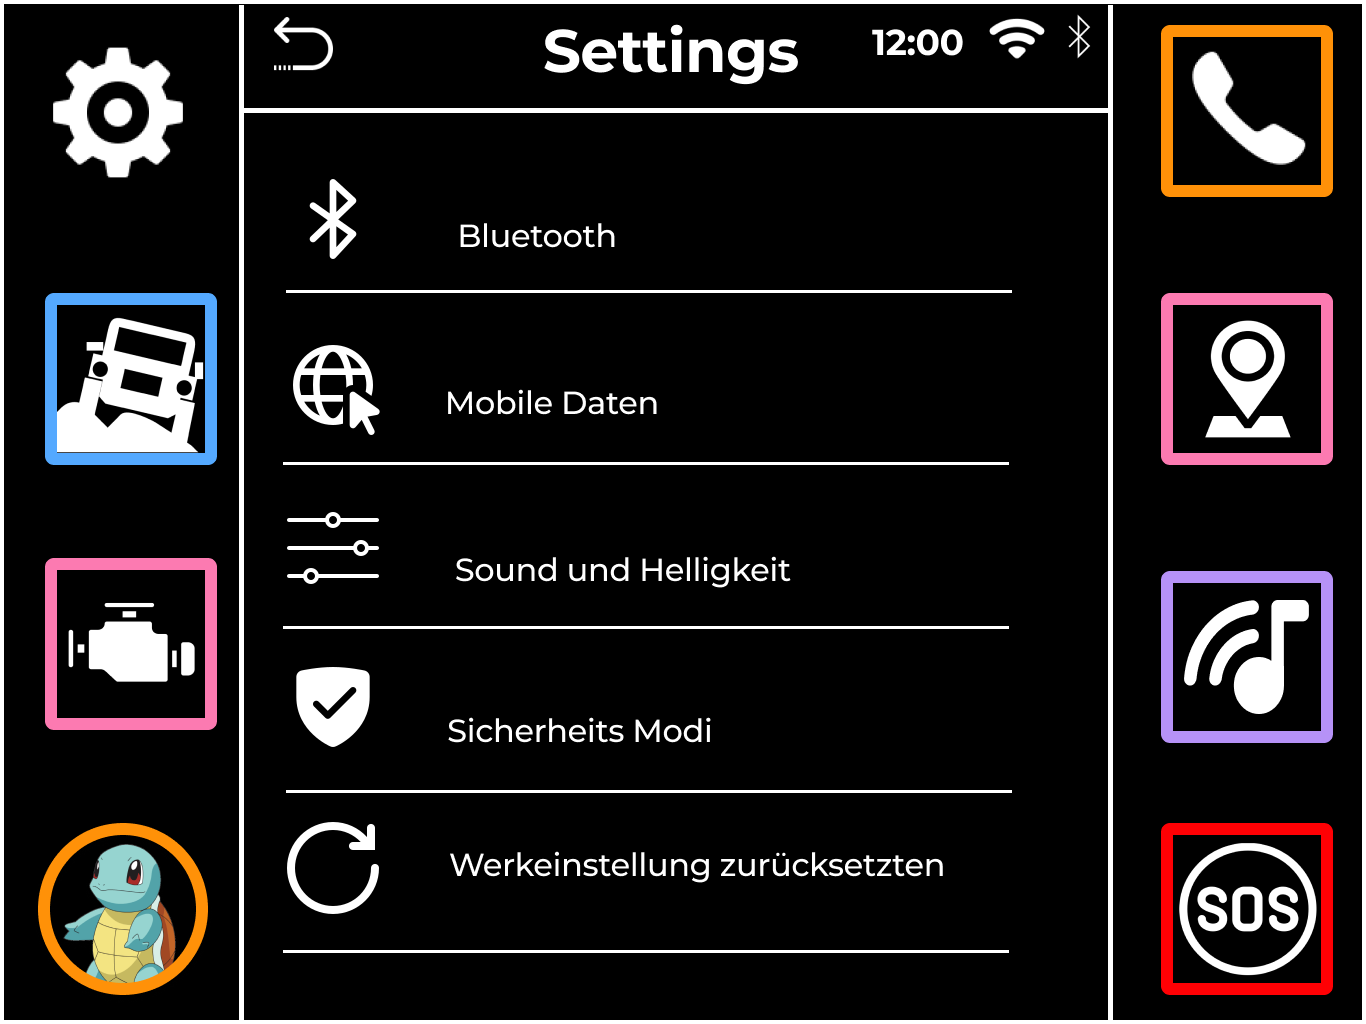 Settings
12:00
Bluetooth
Mobile Daten
Sound und Helligkeit
Sicherheits Modi
Werkeinstellung zurücksetzten
SOS